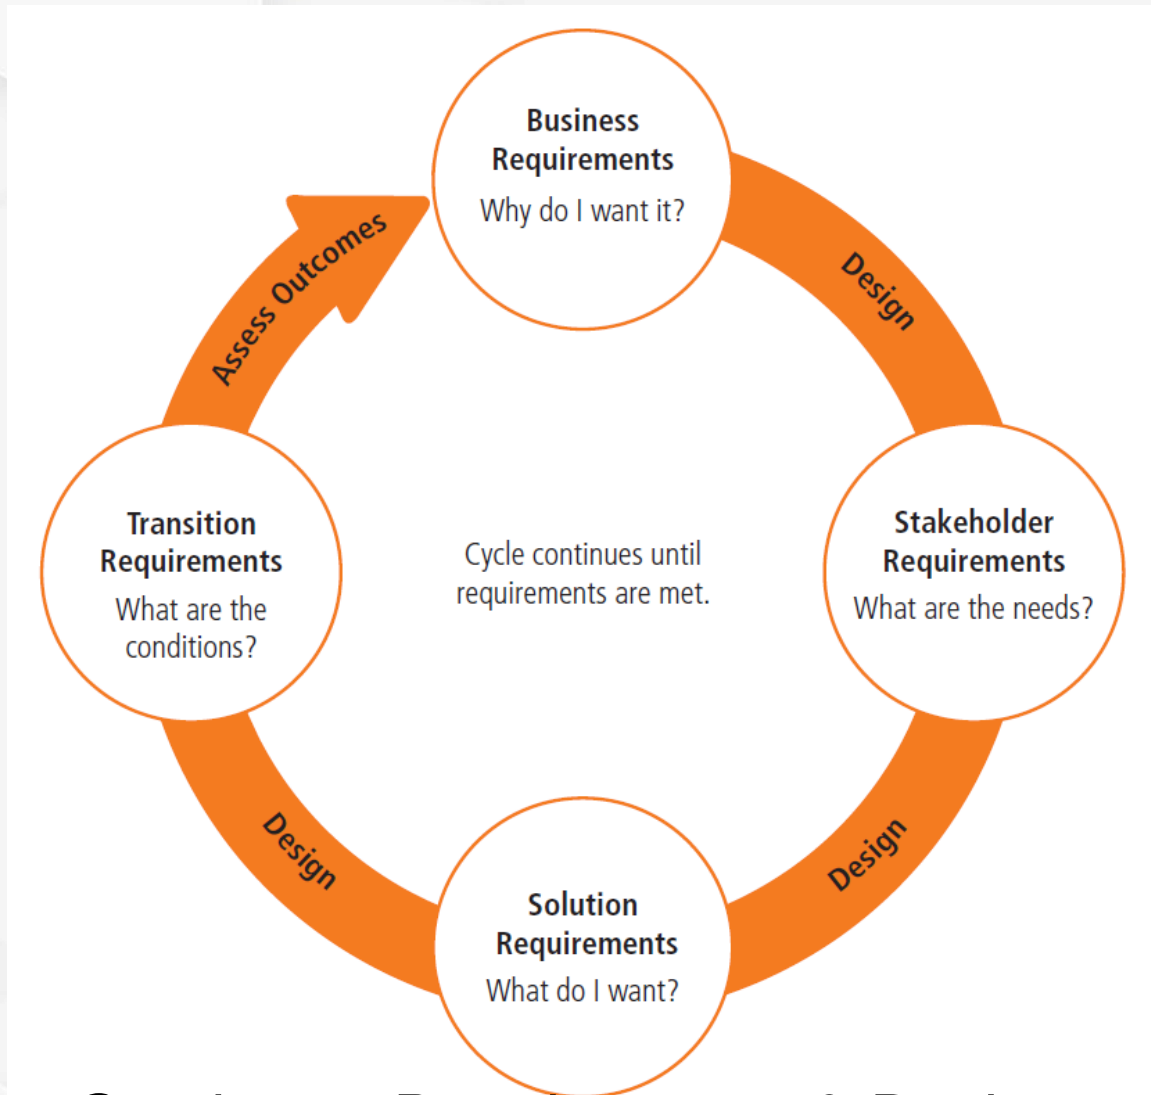 Business
Requirements
Why do I want it?
Design
Stakeholder
Requirements
What are the needs?
Design
Solution
Requirements
What do I want?
Design
Transition
Requirements
What are the
conditions?
Assess Outcomes
Cycle continues until
requirements are met.